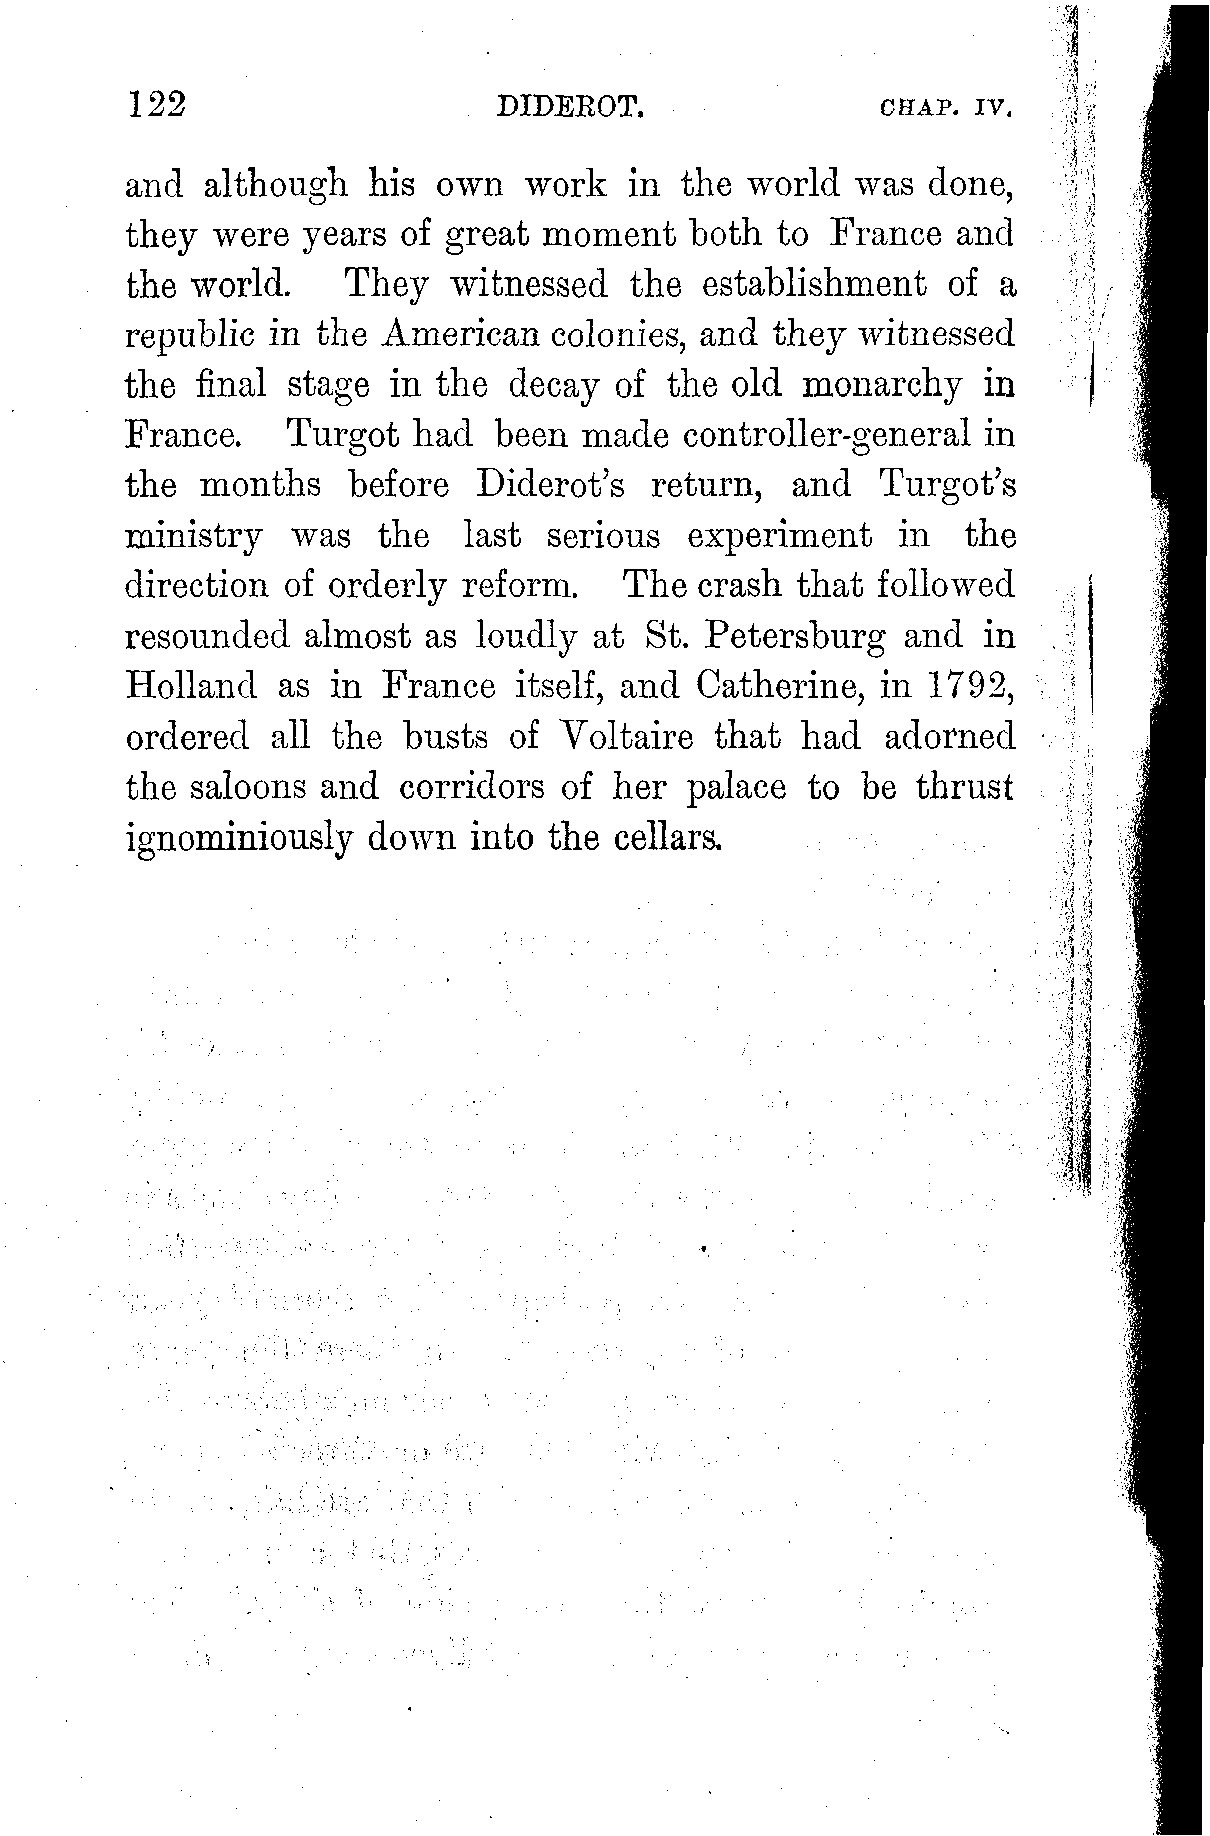 122 DIDEROT. CHAP. IV.
and although his own work in the world was done,
they were years of great moment both to France and
the world. They witnessed the establishment of a
republic in the American colonies, and they witnessed
the final stage in the decay of the old monarchy in
France. Turgot had been made controller-general in
the months before Diderot's return, and Turgot's
ministry was the last serious experiment in the
direction of orderly reform. The crash that followed
resounded almost as loudly at St. Petersburg and in
Holland as in France itself, and Catherine, in 1792,
ordered all the busts of Voltaire that had adorned
the saloons and corridors of her palace to be thrust
ignominiously down into the cellars.